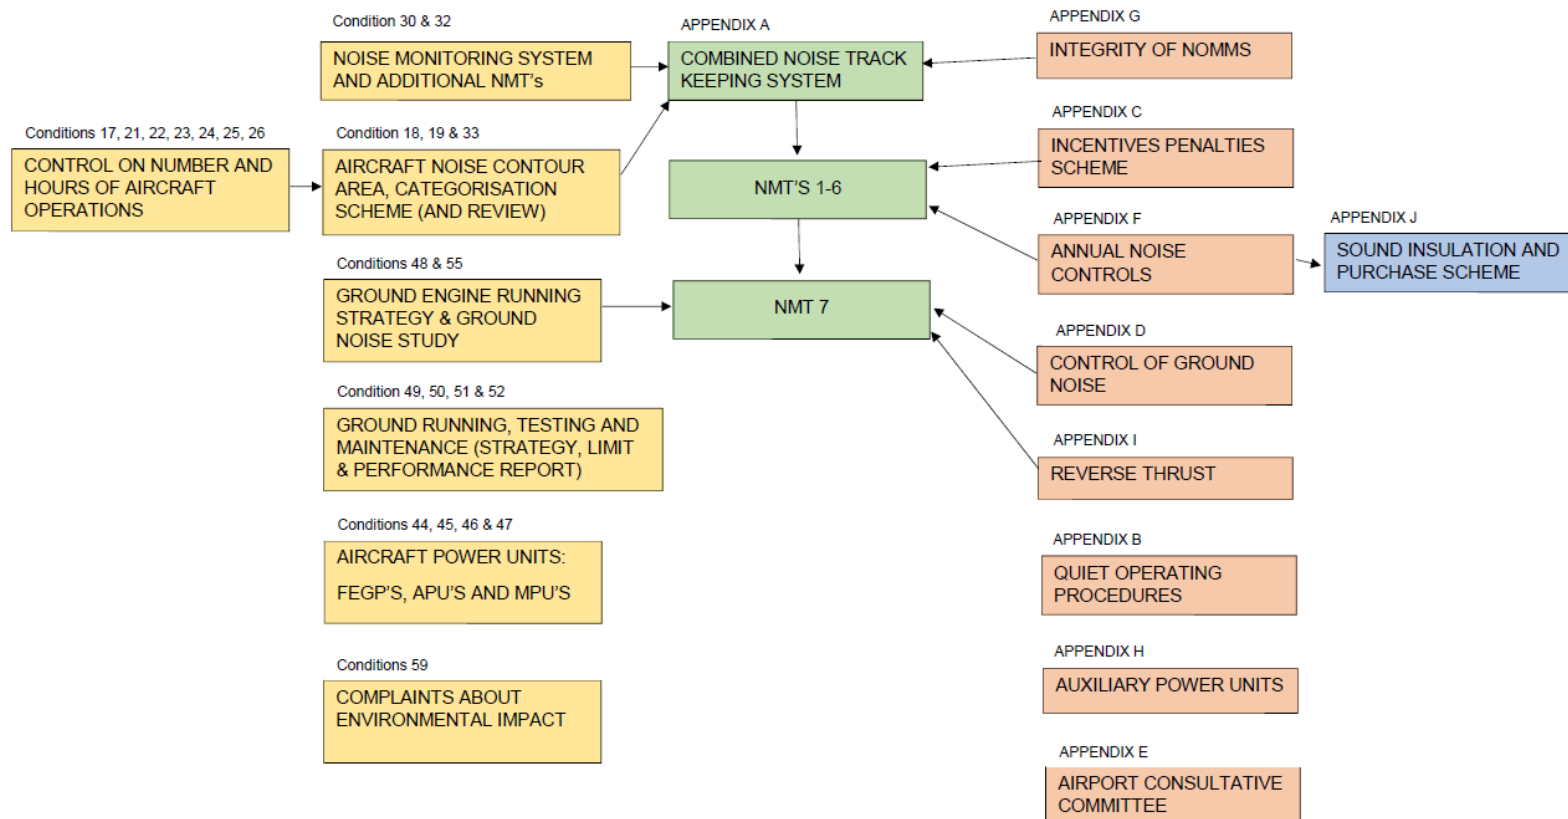 Conditions 17, 21, 22, 23, 24, 25, 26
CONTROL ON NUMBER AND
HOURS OF AIRCRAFT
OPERATIONS
Condition 30 & 32
NOISE MONITORING SYSTEM
AND ADDITIONAL NMT’s
Condition 18, 19 & 33
AIRCRAFT NOISE CONTOUR
AREA, CATEGORISATION
SCHEME (AND REVIEW)
Conditions 48 & 55
GROUND ENGINE RUNNING
STRATEGY & GROUND
NOISE STUDY
Condition 49, 50, 51 & 52
GROUND RUNNING, TESTING AND
MAINTENANCE (STRATEGY, LIMIT
& PERFORMANCE REPORT)
Conditions 44, 45, 46 & 47
AIRCRAFT POWER UNITS:
FEGP’S, APU’S AND MPU’S
Conditions 59
COMPLAINTS ABOUT
ENVIRONMENTAL IMPACT
APPENDIX A
COMBINED NOISE TRACK
KEEPING SYSTEM
NMT’S 1-6
NMT 7
APPENDIX G
INTEGRITY OF NOMMS
APPENDIX C
INCENTIVES PENALTIES
SCHEME
APPENDIX F
ANNUAL NOISE
CONTROLS
APPENDIX D
CONTROL OF GROUND
NOISE
APPENDIX I
REVERSE THRUST
APPENDIX B
QUIET OPERATING
PROCEDURES
APPENDIX H
AUXILIARY POWER UNITS
APPENDIX E
AIRPORT CONSULTATIVE
COMMITTEE
APPENDIX J
SOUND INSULATION AND
PURCHASE SCHEME